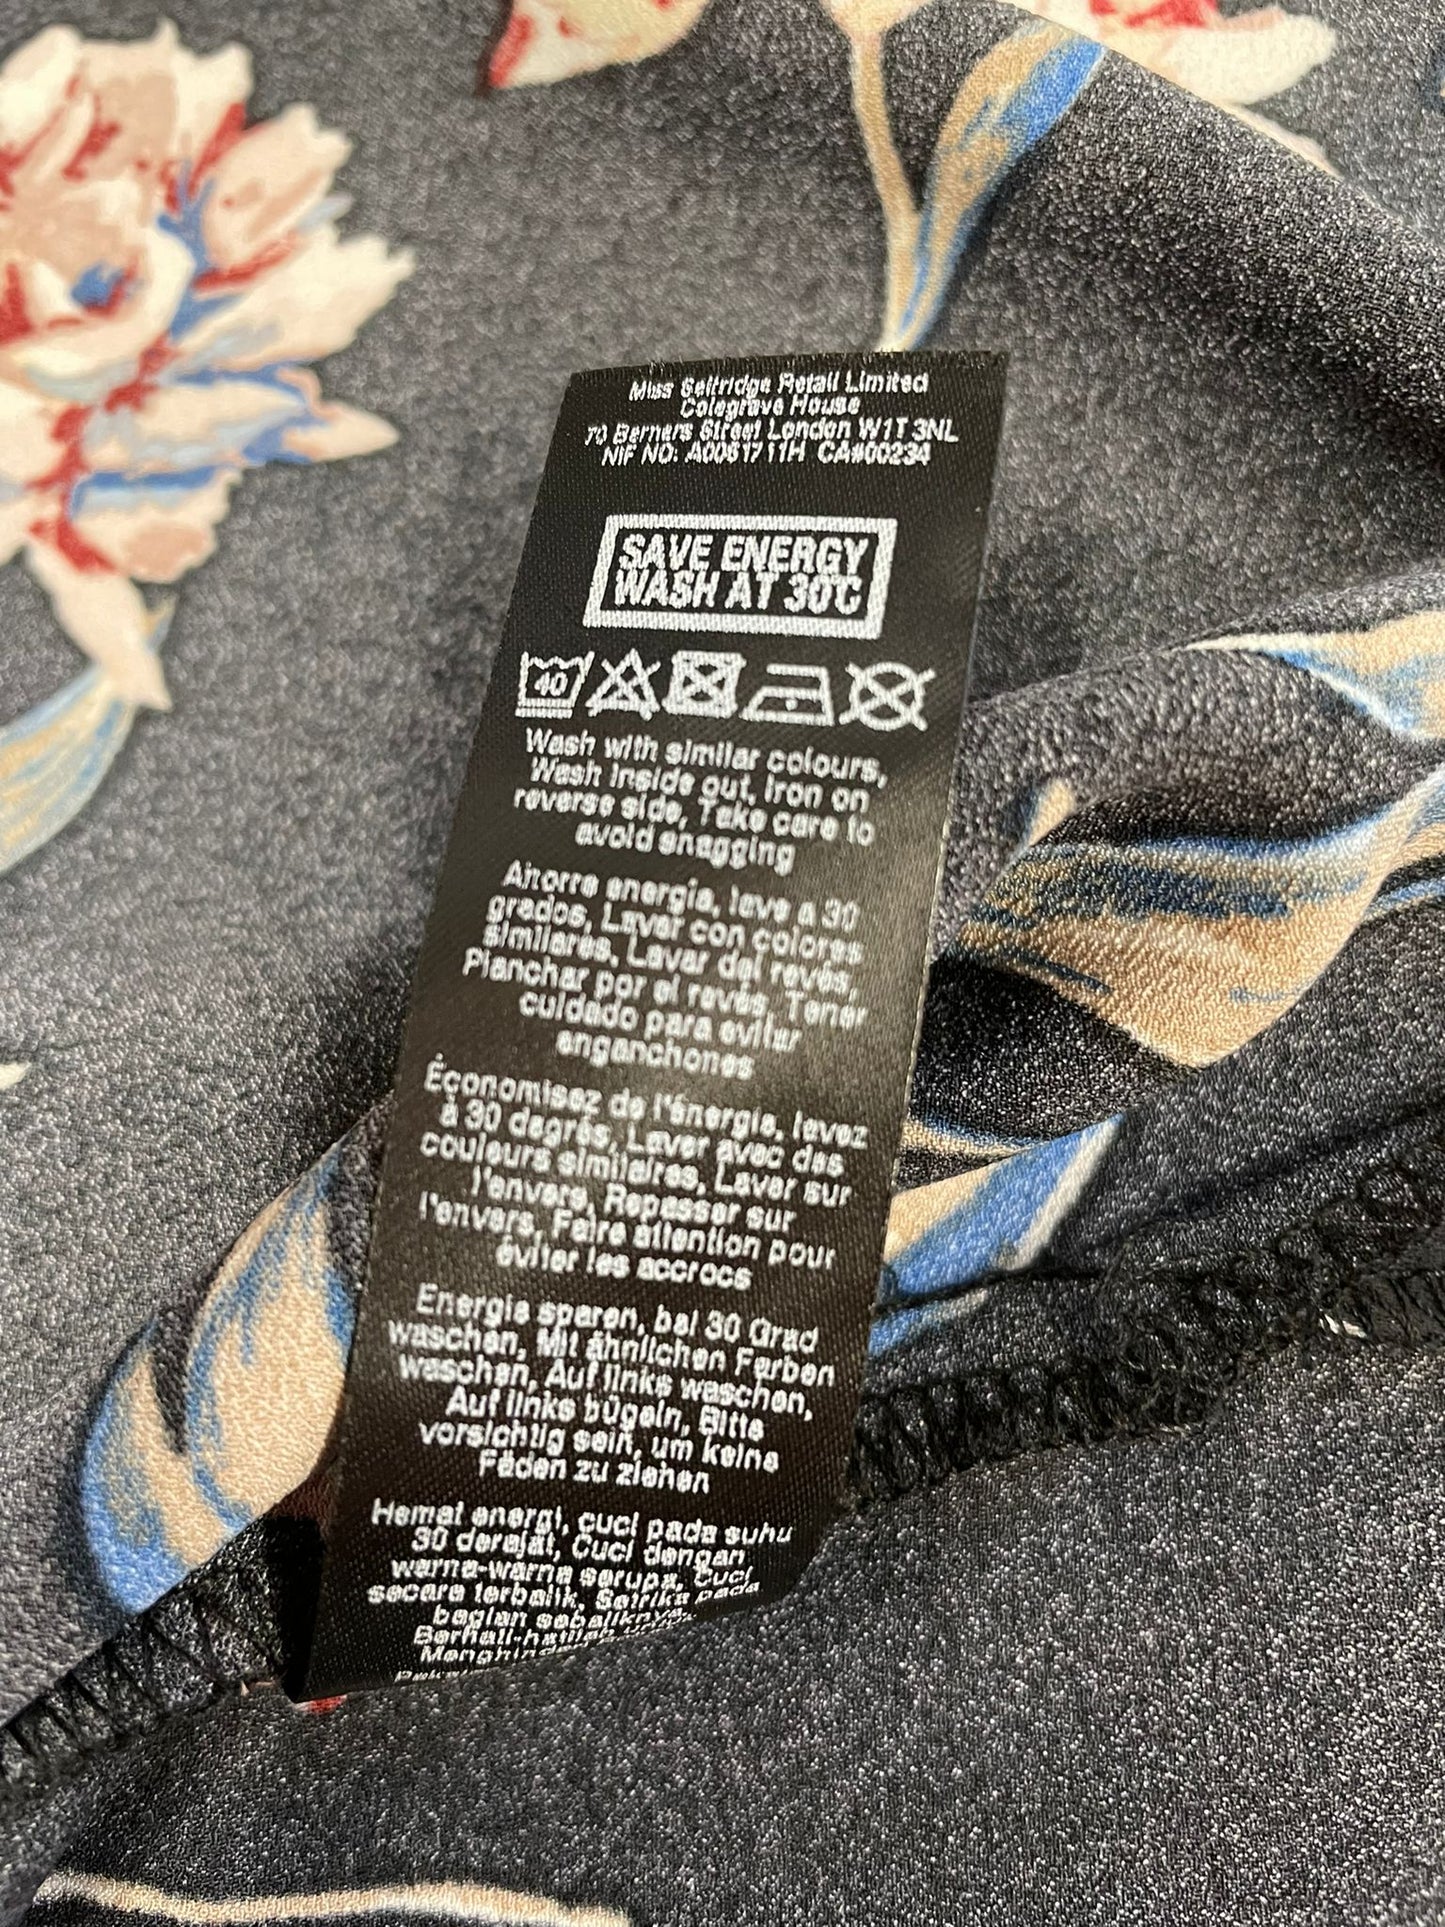 Miss Selfridge Retail Limited
Colegrave House
70 Berners Street London W1T 3NL
NIF NO: A0061711H CA#00234
SAVE ENERGY
WASH AT 30°C
40
Wash with similar colours,
Wash inside out, Iron on
reverse side, Take care to
avoid snagging
Ahorre energía, lave a 30
grados, Lavar con colores
similares, Lavar del revés,
Planchar por el revés, Tener
cuidado para evitar
enganchones
Économisez de l'énergie, lavez
à 30 degrés, Laver avec des
couleurs similaires, Laver sur
l'envers, Repasser sur
l'envers, Faire attention pour
éviter les accrocs
Energie sparen, bei 30 Grad
waschen, Mit ähnlichen Farben
waschen, Auf links waschen,
Auf links bügeln, Bitte
vorsichtig sein, um keine
Fäden zu ziehen
Hemat energi, cuci pada suhu
30 derajat, Cuci dengan
warna-warna serupa, Cuci
secara terbalik, Setrika pada
bagian sebaliknya,
Berhati-hatilah